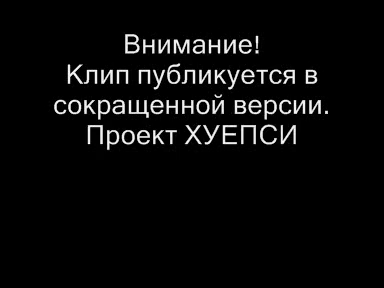 Внимание!
Клип публикуется в
сокращенной версии.
Проект ХУЕПСИ